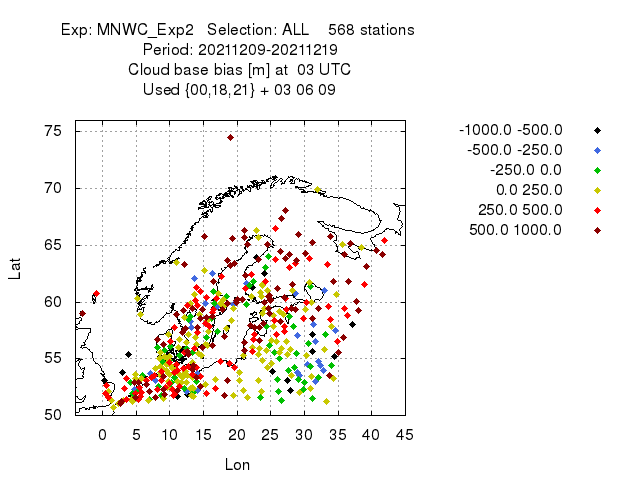 Exp: MNWC_Exp2 Selection: ALL 568 stations
Period: 20211209-20211219
Cloud base bias [m] at 03 UTC
Used {00,18,21} + 03 06 09
-1000.0 -500.0
-500.0 -250.0
-250.0 0.0
0.0 250.0
250.0 500.0
500.0 1000.0
75
70
65
60
55
50
Lat
0 5 10 15 20 25 30 35 40 45
Lon